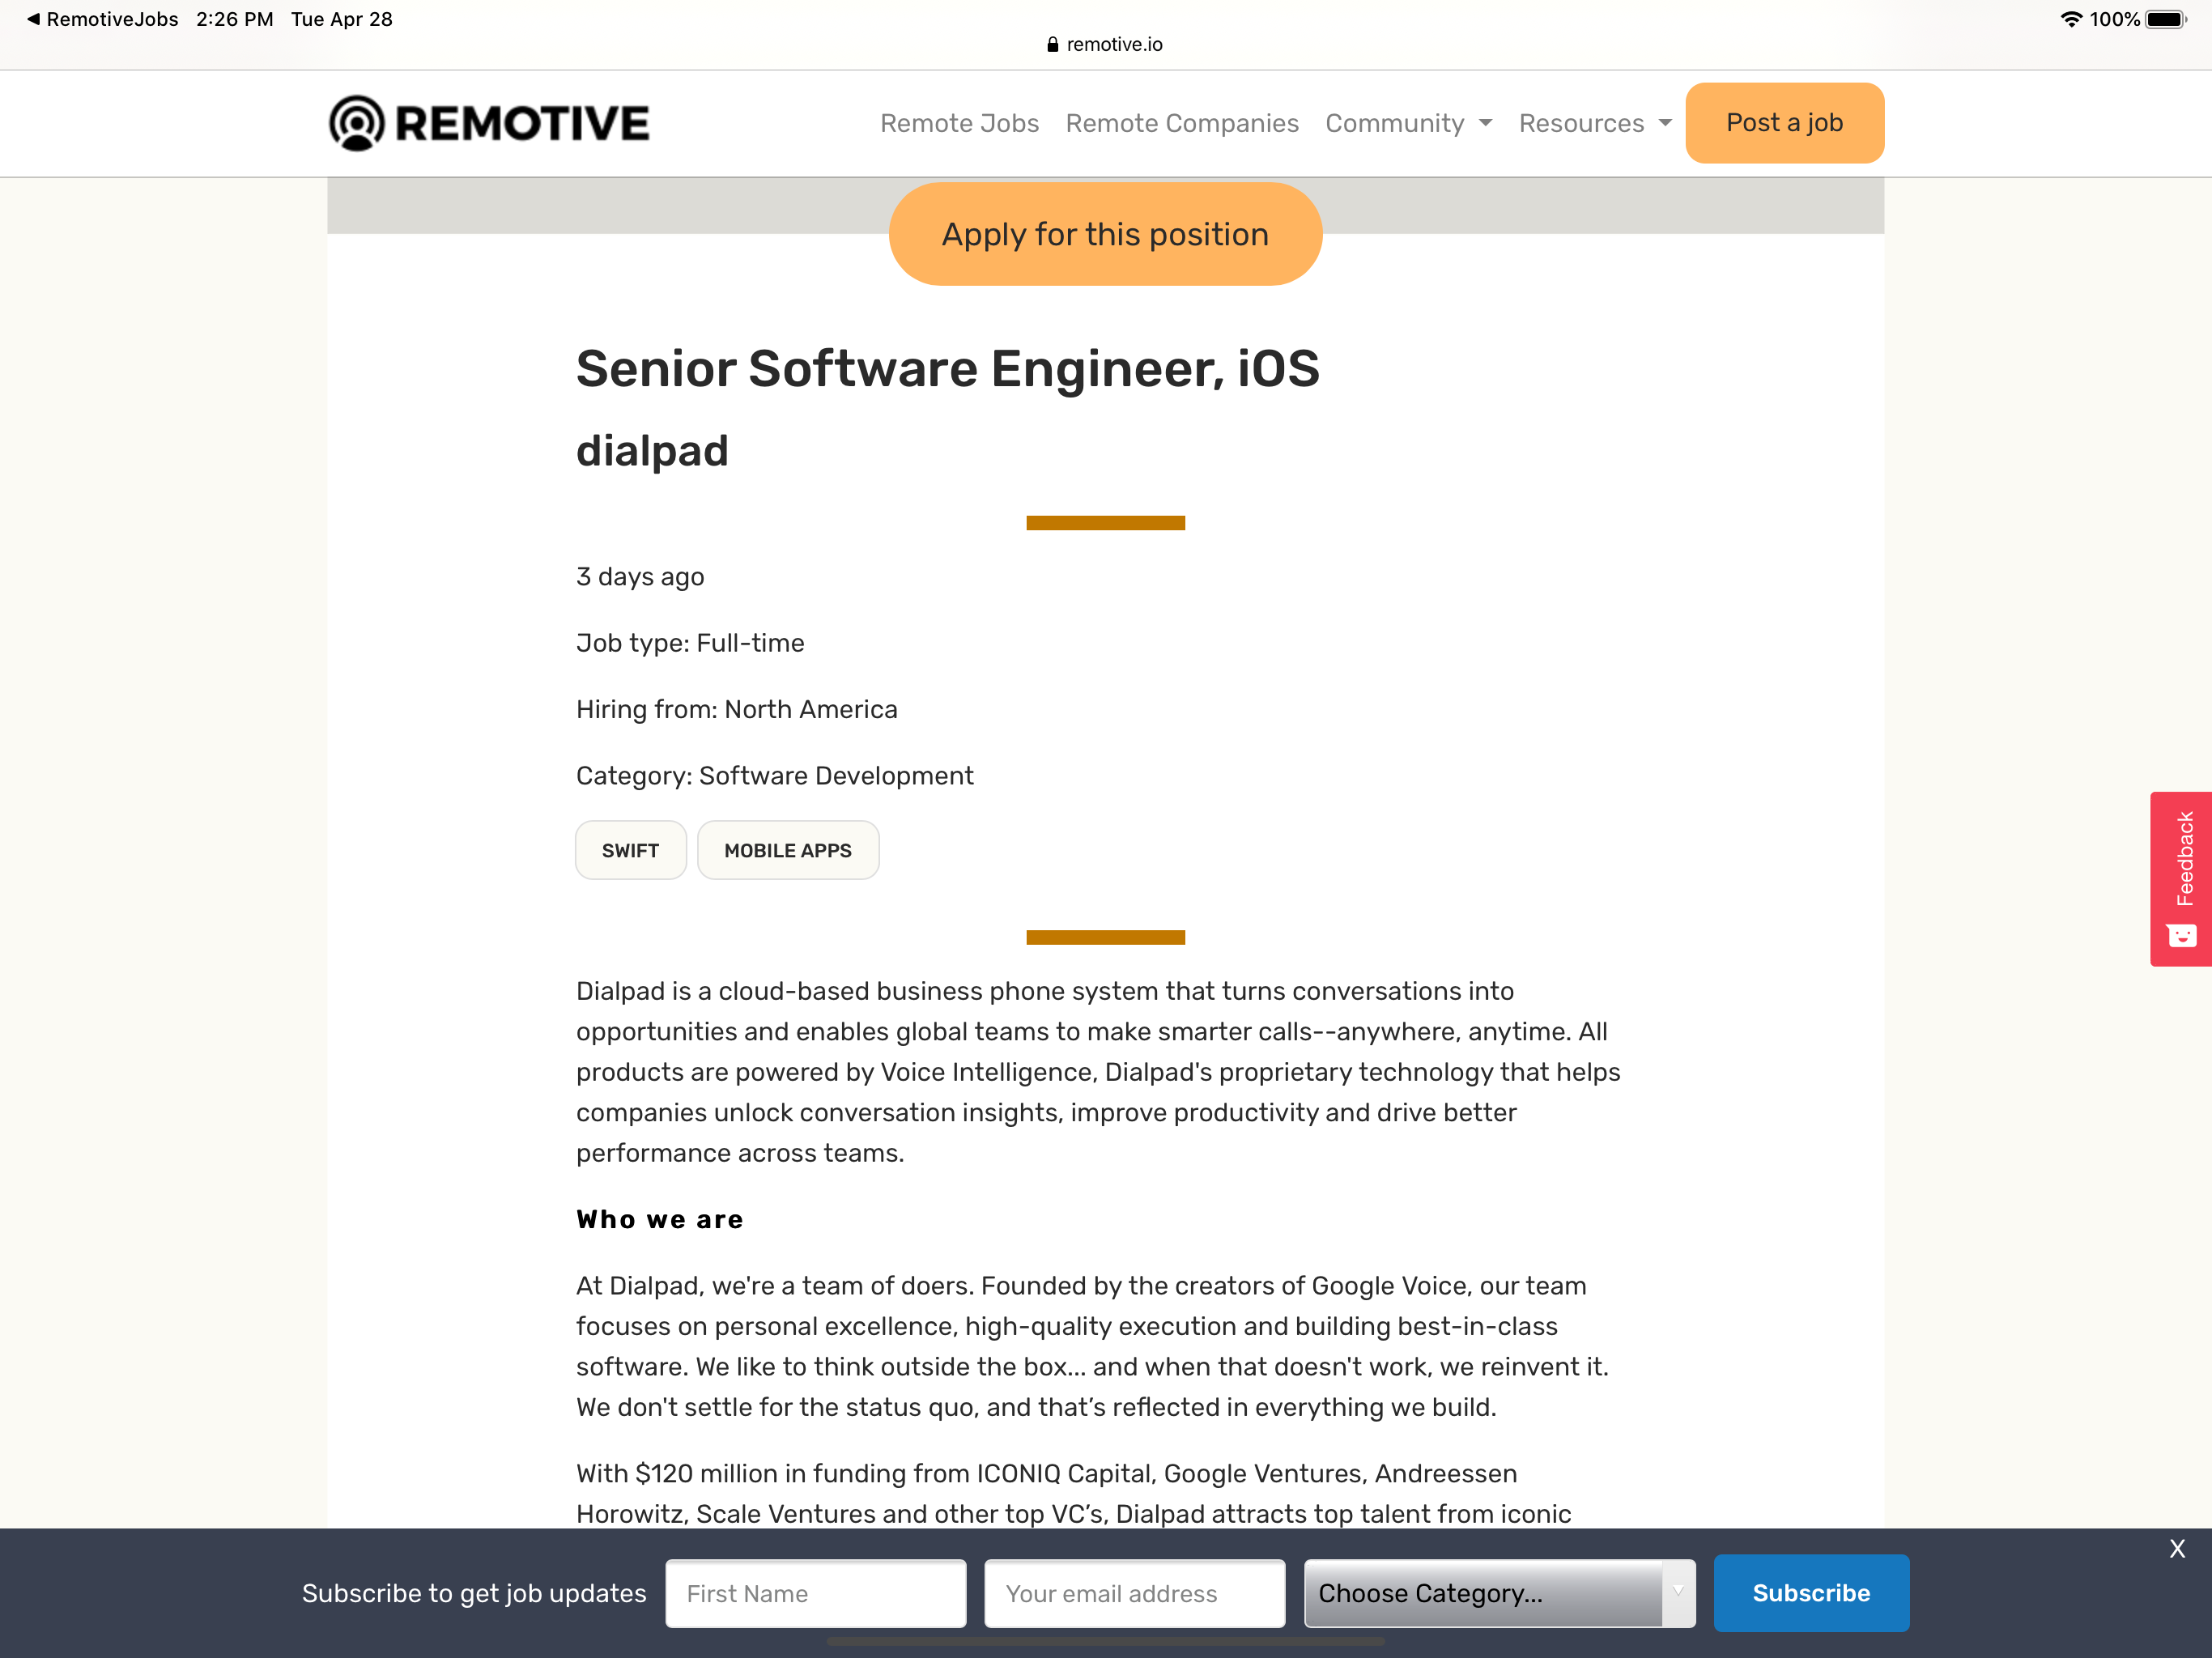 RemotiveJobs 2:26 PM Tue Apr 28 100%
remotive.io
REMOTIVE Remote Jobs Remote Companies Community Resources Post a job
Apply for this position
Senior Software Engineer, iOS
dialpad
3 days ago
Job type: Full-time
Hiring from: North America
Category: Software Development
SWIFT MOBILE APPS
Feedback
Dialpad is a cloud-based business phone system that turns conversations into
opportunities and enables global teams to make smarter calls--anywhere, anytime. All
products are powered by Voice Intelligence, Dialpad's proprietary technology that helps
companies unlock conversation insights, improve productivity and drive better
performance across teams.
Who we are
At Dialpad, we're a team of doers. Founded by the creators of Google Voice, our team
focuses on personal excellence, high-quality execution and building best-in-class
software. We like to think outside the box... and when that doesn't work, we reinvent it.
We don't settle for the status quo, and that’s reflected in everything we build.
With $120 million in funding from ICONIQ Capital, Google Ventures, Andreessen
Horowitz, Scale Ventures and other top VC’s, Dialpad attracts top talent from iconic
X
Subscribe to get job updates First Name Your email address Choose Category... Subscribe